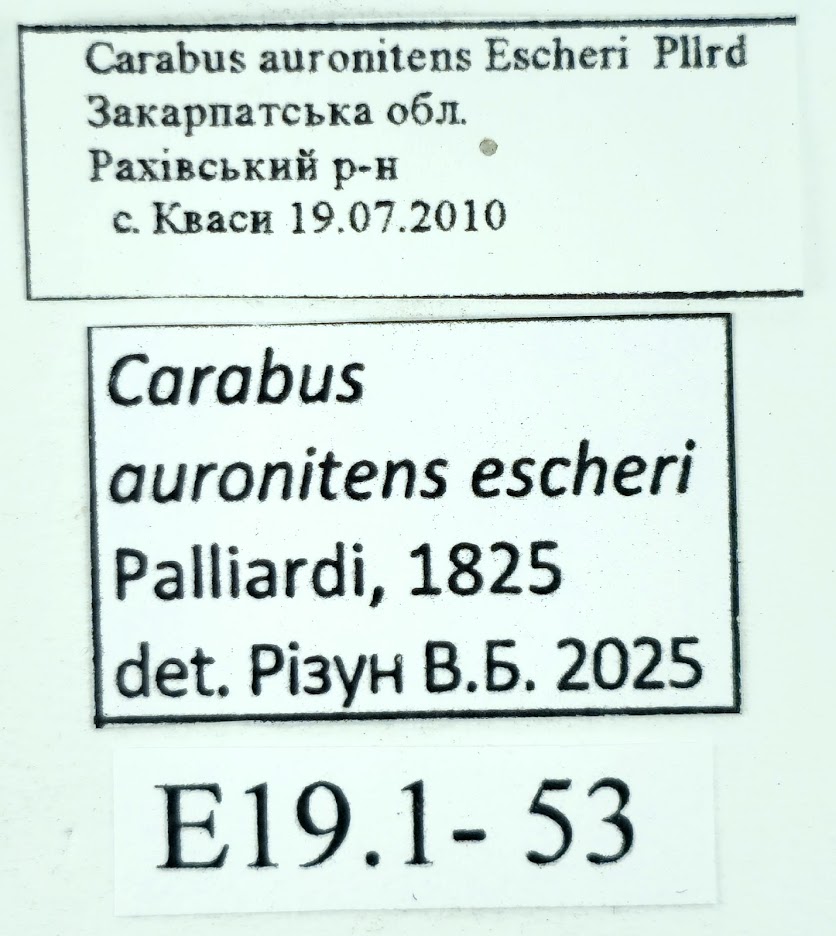 Carabus auronitens Escheri Pllrd
Закарпатська обл.
Рахівський р-н
с. Кваси 19.07.2010
Carabus
auronitens escheri
Palliardi, 1825
det. Різун В.Б. 2025
E19.1- 53